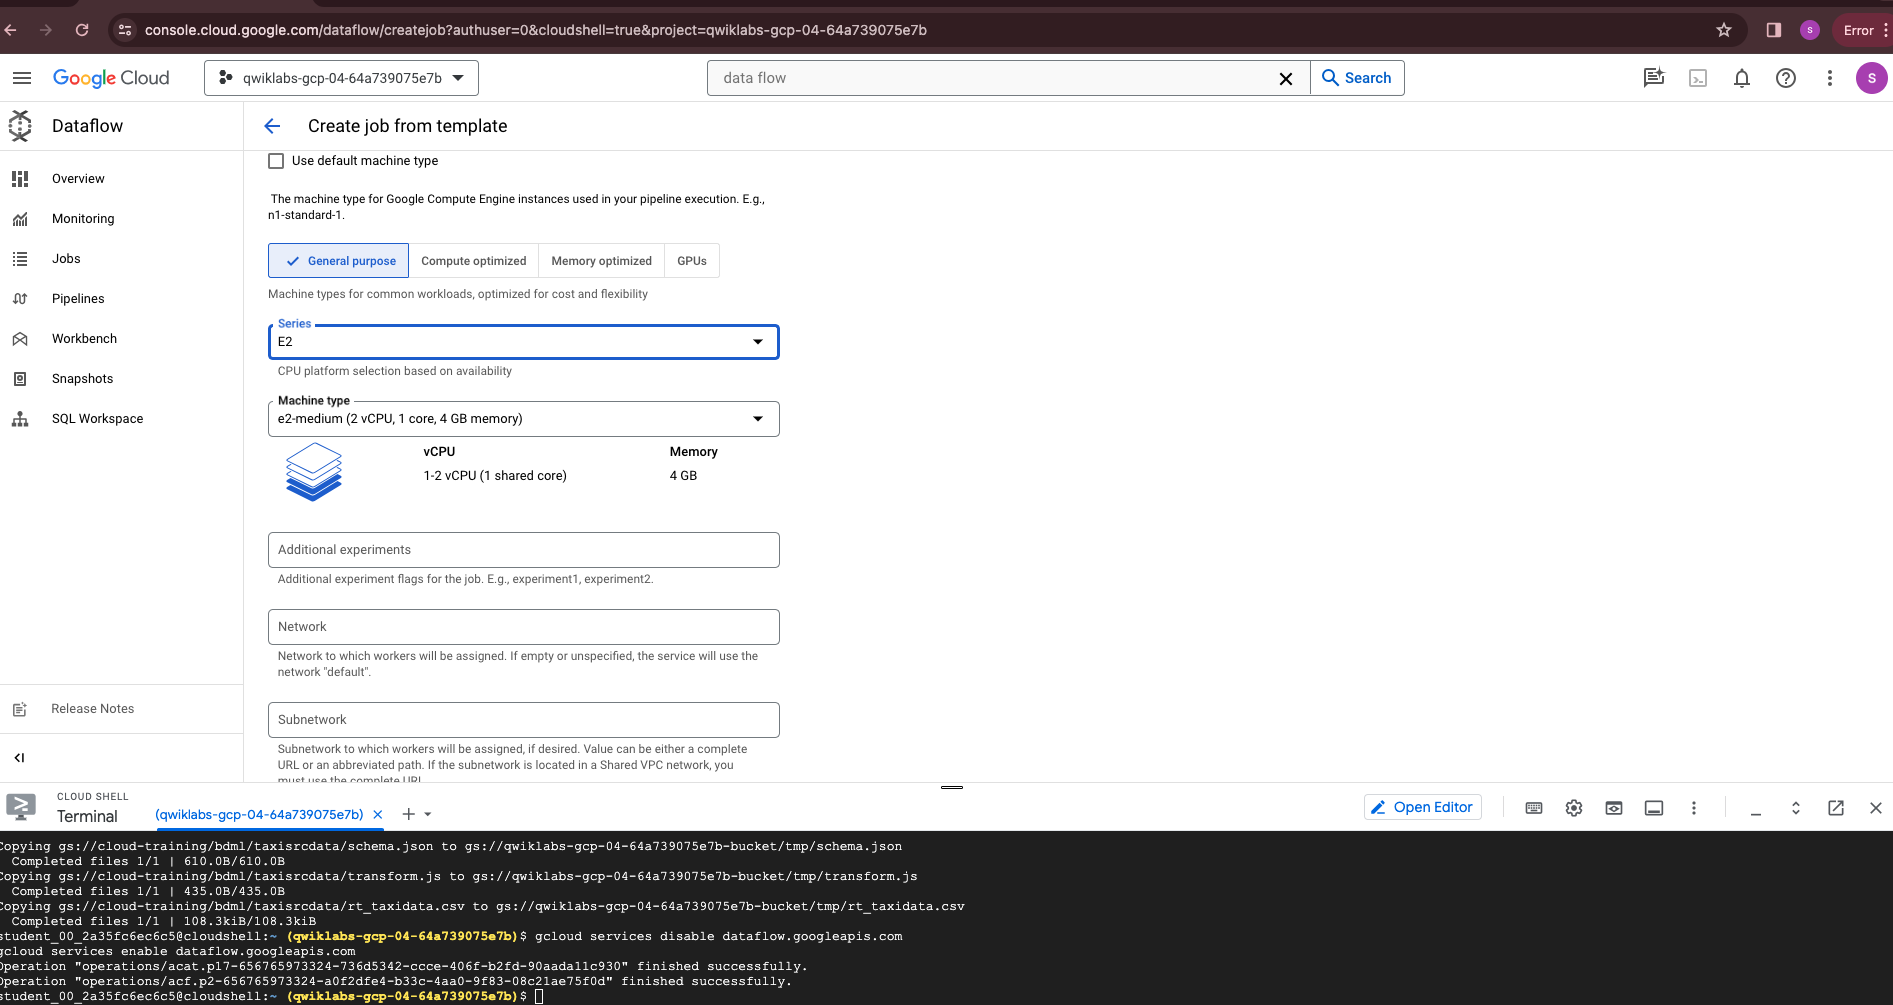 console.cloud.google.com/dataflow/createjob?authuser=0&cloudshell=true&project=qwiklabs-gcp-04-64a739075e7b
S
Error
Google Cloud
qwiklabs-gcp-04-64a739075e7b
data flow
Search
S
Dataflow
Create job from template
Overview
Monitoring
Jobs
Pipelines
Workbench
Snapshots
SQL Workspace
Release Notes
Use default machine type
The machine type for Google Compute Engine instances used in your pipeline execution. E.g.,
n1-standard-1.
General purpose
Compute optimized
Memory optimized
GPUs
Machine types for common workloads, optimized for cost and flexibility
Series
E2
CPU platform selection based on availability
Machine type
e2-medium (2 vCPU, 1 core, 4 GB memory)
vCPU
Memory
1-2 vCPU (1 shared core)
4 GB
Additional experiments
Additional experiment flags for the job. E.g., experiment1, experiment2.
Network
Network to which workers will be assigned. If empty or unspecified, the service will use the
network "default".
Subnetwork
Subnetwork to which workers will be assigned, if desired. Value can be either a complete
URL or an abbreviated path. If the subnetwork is located in a Shared VPC network, you
must use the complete URL.
CLOUD SHELL
Terminal
(qwiklabs-gcp-04-64a739075e7b)
Open Editor
Copying gs://cloud-training/bdml/taxisrcdata/schema.json to gs://qwiklabs-gcp-04-64a739075e7b-bucket/tmp/schema.json
Completed files 1/1 | 610.0B/610.0B
Copying gs://cloud-training/bdml/taxisrcdata/transform.js to gs://qwiklabs-gcp-04-64a739075e7b-bucket/tmp/transform.js
Completed files 1/1 | 435.0B/435.0B
Copying gs://cloud-training/bdml/taxisrcdata/rt_taxidata.csv to gs://qwiklabs-gcp-04-64a739075e7b-bucket/tmp/rt_taxidata.csv
Completed files 1/1 | 108.3kiB/108.3kiB
student_00_2a35fc6ec6c5@cloudshell:~ (qwiklabs-gcp-04-64a739075e7b)$ gcloud services disable dataflow.googleapis.com
gcloud services enable dataflow.googleapis.com
Operation "operations/acat.p17-656765973324-736d5342-ccce-406f-b2fd-90aada11c930" finished successfully.
Operation "operations/acf.p2-656765973324-a0f2dfe4-b33c-4aa0-9f83-08c21ae75f0d" finished successfully.
student_00_2a35fc6ec6c5@cloudshell:~ (qwiklabs-gcp-04-64a739075e7b)$